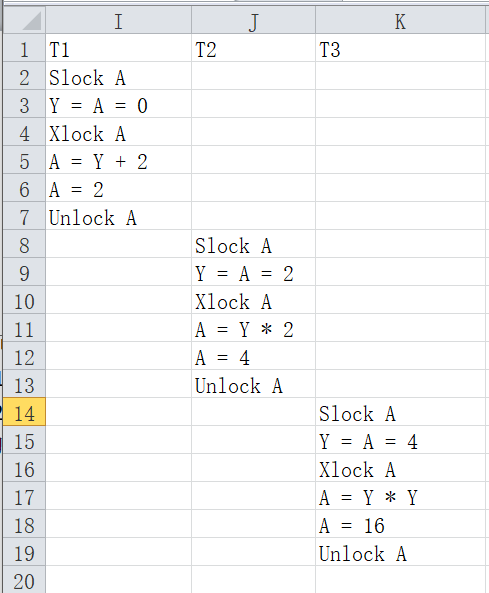 I J K
1 T1 T2 T3
2 Slock A
3 Y = A = 0
4 Xlock A
5 A = Y + 2
6 A = 2
7 Unlock A
8 Slock A
9 Y = A = 2
10 Xlock A
11 A = Y * 2
12 A = 4
13 Unlock A
14 Slock A
15 Y = A = 4
16 Xlock A
17 A = Y * Y
18 A = 16
19 Unlock A
20